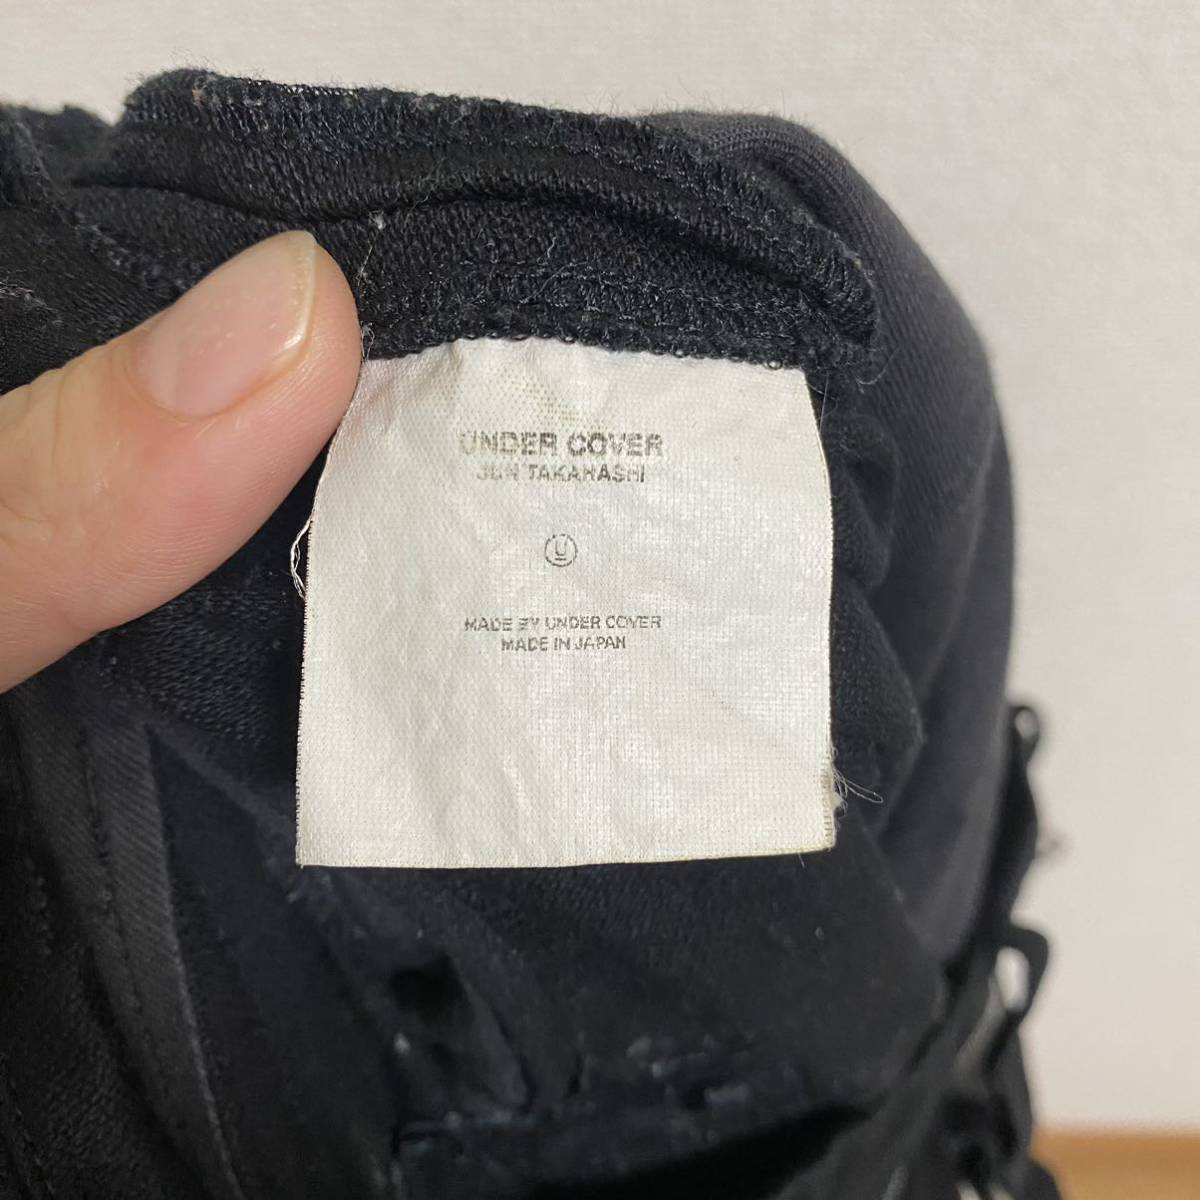 UNDER COVER
JUN TAKAHASHI
U
MADE BY UNDER COVER
MADE IN JAPAN